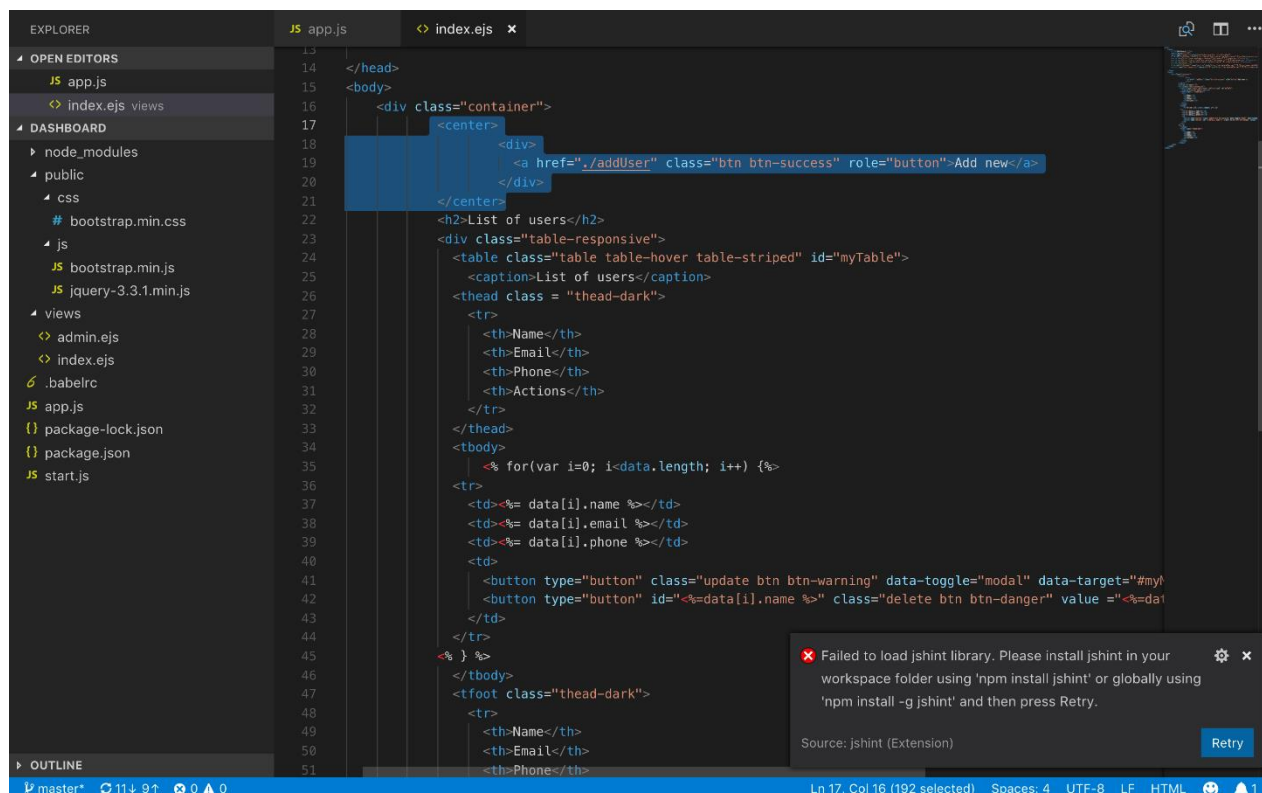 EXPLORER
OPEN EDITORS
JS app.js
<> index.ejs views
DASHBOARD
node_modules
public
css
# bootstrap.min.css
js
JS bootstrap.min.js
JS jquery-3.3.1.min.js
views
<> admin.ejs
<> index.ejs
6 .babelrc
JS app.js
{} package-lock.json
{} package.json
JS start.js
OUTLINE
JS app.js <> index.ejs ×
13
14 </head>
15 <body>
16 <div class="container">
17 <center>
18 <div>
19 <a href="./addUser" class="btn btn-success" role="button">Add new</a>
20 </div>
21 </center>
22 <h2>List of users</h2>
23 <div class="table-responsive">
24 <table class="table table-hover table-striped" id="myTable">
25 <caption>List of users</caption>
26 <thead class = "thead-dark">
27 <tr>
28 <th>Name</th>
29 <th>Email</th>
30 <th>Phone</th>
31 <th>Actions</th>
32 </tr>
33 </thead>
34 <tbody>
35 <% for(var i=0; i<data.length; i++) {%>
36 <tr>
37 <td><%= data[i].name %></td>
38 <td><%= data[i].email %></td>
39 <td><%= data[i].phone %></td>
40 <td>
41 <button type="button" class="update btn btn-warning" data-toggle="modal" data-target="#my
42 <button type="button" id="<%=data[i].name %>" class="delete btn btn-danger" value ="<%=dat
43 </td>
44 </tr>
45 <% } %>
46 </tbody>
47 <tfoot class="thead-dark">
48 <tr>
49 <th>Name</th>
50 <th>Email</th>
51 <th>Phone</th>
Failed to load jshint library. Please install jshint in your
workspace folder using 'npm install jshint' or globally using
'npm install -g jshint' and then press Retry.
Source: jshint (Extension)
Retry
master* 11↓ 9↑ 0 0 Ln 17, Col 16 (192 selected) Spaces: 4 UTF-8 LF HTML 1